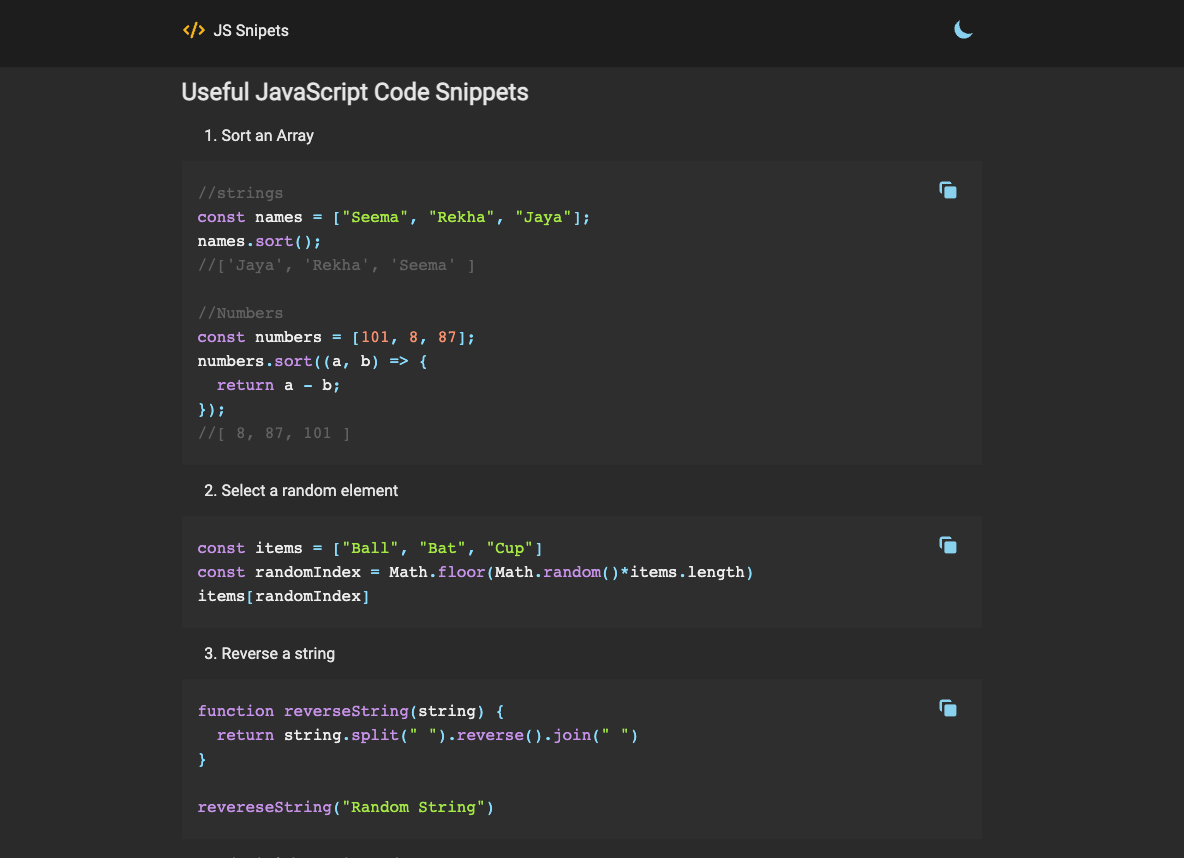 </> JS Snipets
Useful JavaScript Code Snippets
1. Sort an Array
//strings
const names = ["Seema", "Rekha", "Jaya"];
names.sort();
//['Jaya', 'Rekha', 'Seema' ]
//Numbers
const numbers = [101, 8, 87];
numbers.sort((a, b) => {
  return a - b;
});
//[ 8, 87, 101 ]
2. Select a random element
const items = ["Ball", "Bat", "Cup"]
const randomIndex = Math.floor(Math.random()*items.length)
items[randomIndex]
3. Reverse a string
function reverseString(string) {
  return string.split(" ").reverse().join(" ")
}
revereseString("Random String")